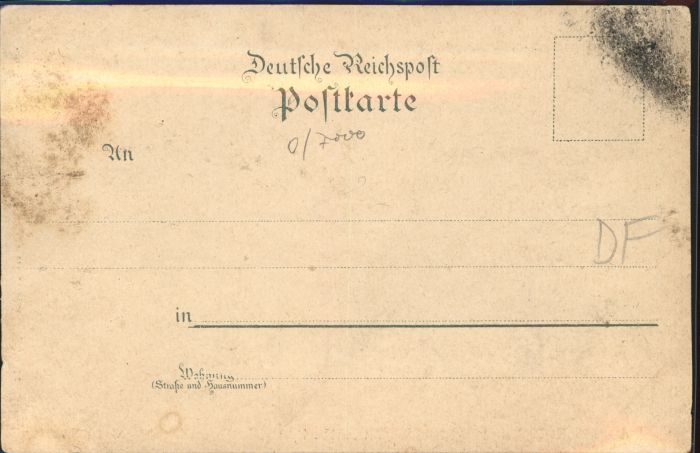 Deutsche Reichspost
Postkarte
0/7000
An
DF
in
Wohnung
(Straße und Hausnummer)